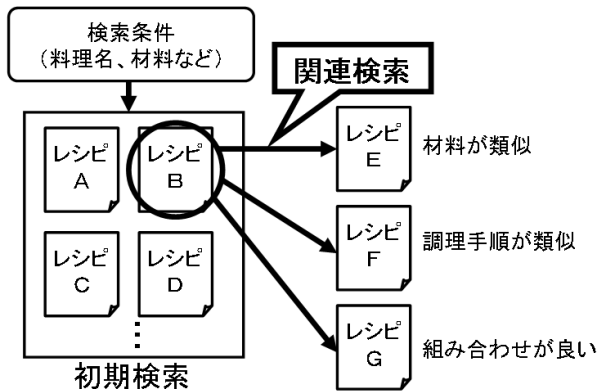 検索条件
（料理名、材料など）
関連検索
レシピ
A
レシピ
B
レシピ
C
レシピ
D
⋮
初期検索
レシピ
E
材料が類似
レシピ
F
調理手順が類似
レシピ
G
組み合わせが良い